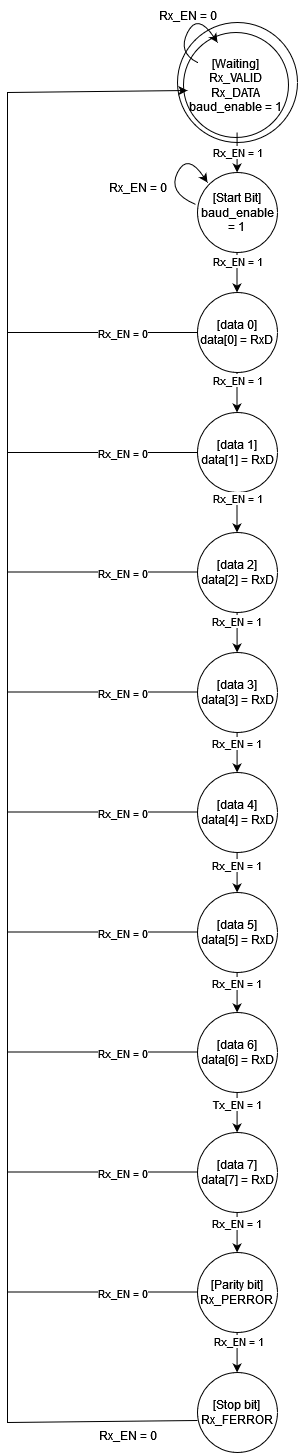 Rx_EN = 0
[Waiting]
Rx_VALID
Rx_DATA
baud_enable = 1
Rx_EN = 1
Rx_EN = 0
[Start Bit]
baud_enable
= 1
Rx_EN = 1
[data 0]
data[0] = RxD
Rx_EN = 0
Rx_EN = 1
[data 1]
data[1] = RxD
Rx_EN = 0
Rx_EN = 1
[data 2]
data[2] = RxD
Rx_EN = 0
Rx_EN = 1
[data 3]
data[3] = RxD
Rx_EN = 0
Rx_EN = 1
[data 4]
data[4] = RxD
Rx_EN = 0
Rx_EN = 1
[data 5]
data[5] = RxD
Rx_EN = 0
Rx_EN = 1
[data 6]
data[6] = RxD
Rx_EN = 0
Tx_EN = 1
[data 7]
data[7] = RxD
Rx_EN = 0
Rx_EN = 1
[Parity bit]
Rx_PERROR
Rx_EN = 0
Rx_EN = 1
[Stop bit]
Rx_FERROR
Rx_EN = 0